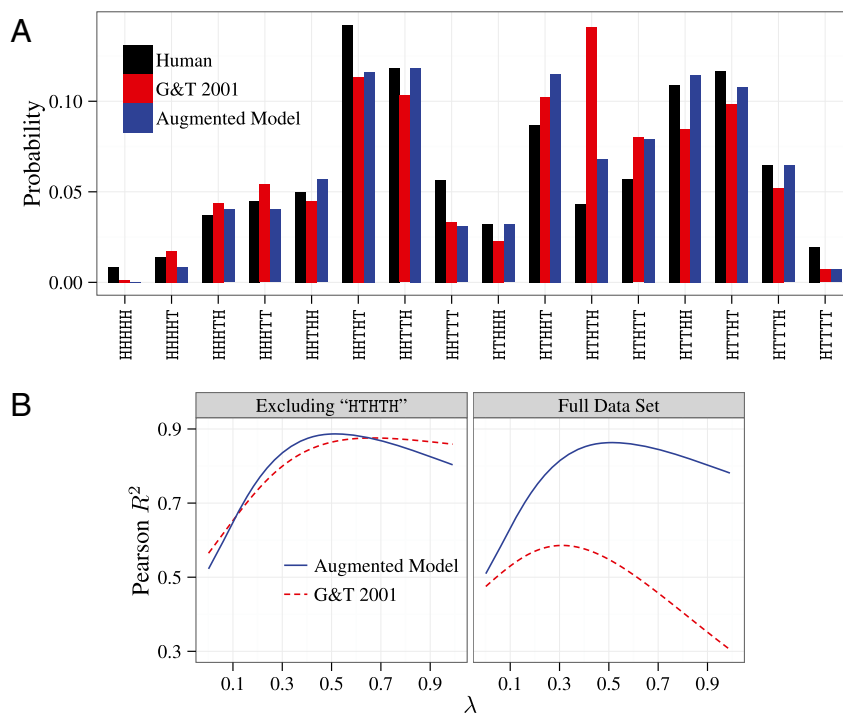 A
Human
G&T 2001
Augmented Model
Probability
0.10
0.05
0.00
HHHHH
HHHHT
HHHTH
HHHTT
HHTHH
HHTHT
HHTTH
HHTTT
HTHHH
HTHHT
HTHTH
HTHTT
HTTHH
HTTHT
HTTTH
HTTTT
B
Excluding “HTHTH”
Full Data Set
Pearson R²
0.9
0.7
0.5
0.3
Augmented Model
G&T 2001
0.1 0.3 0.5 0.7 0.9
0.1 0.3 0.5 0.7 0.9
λ